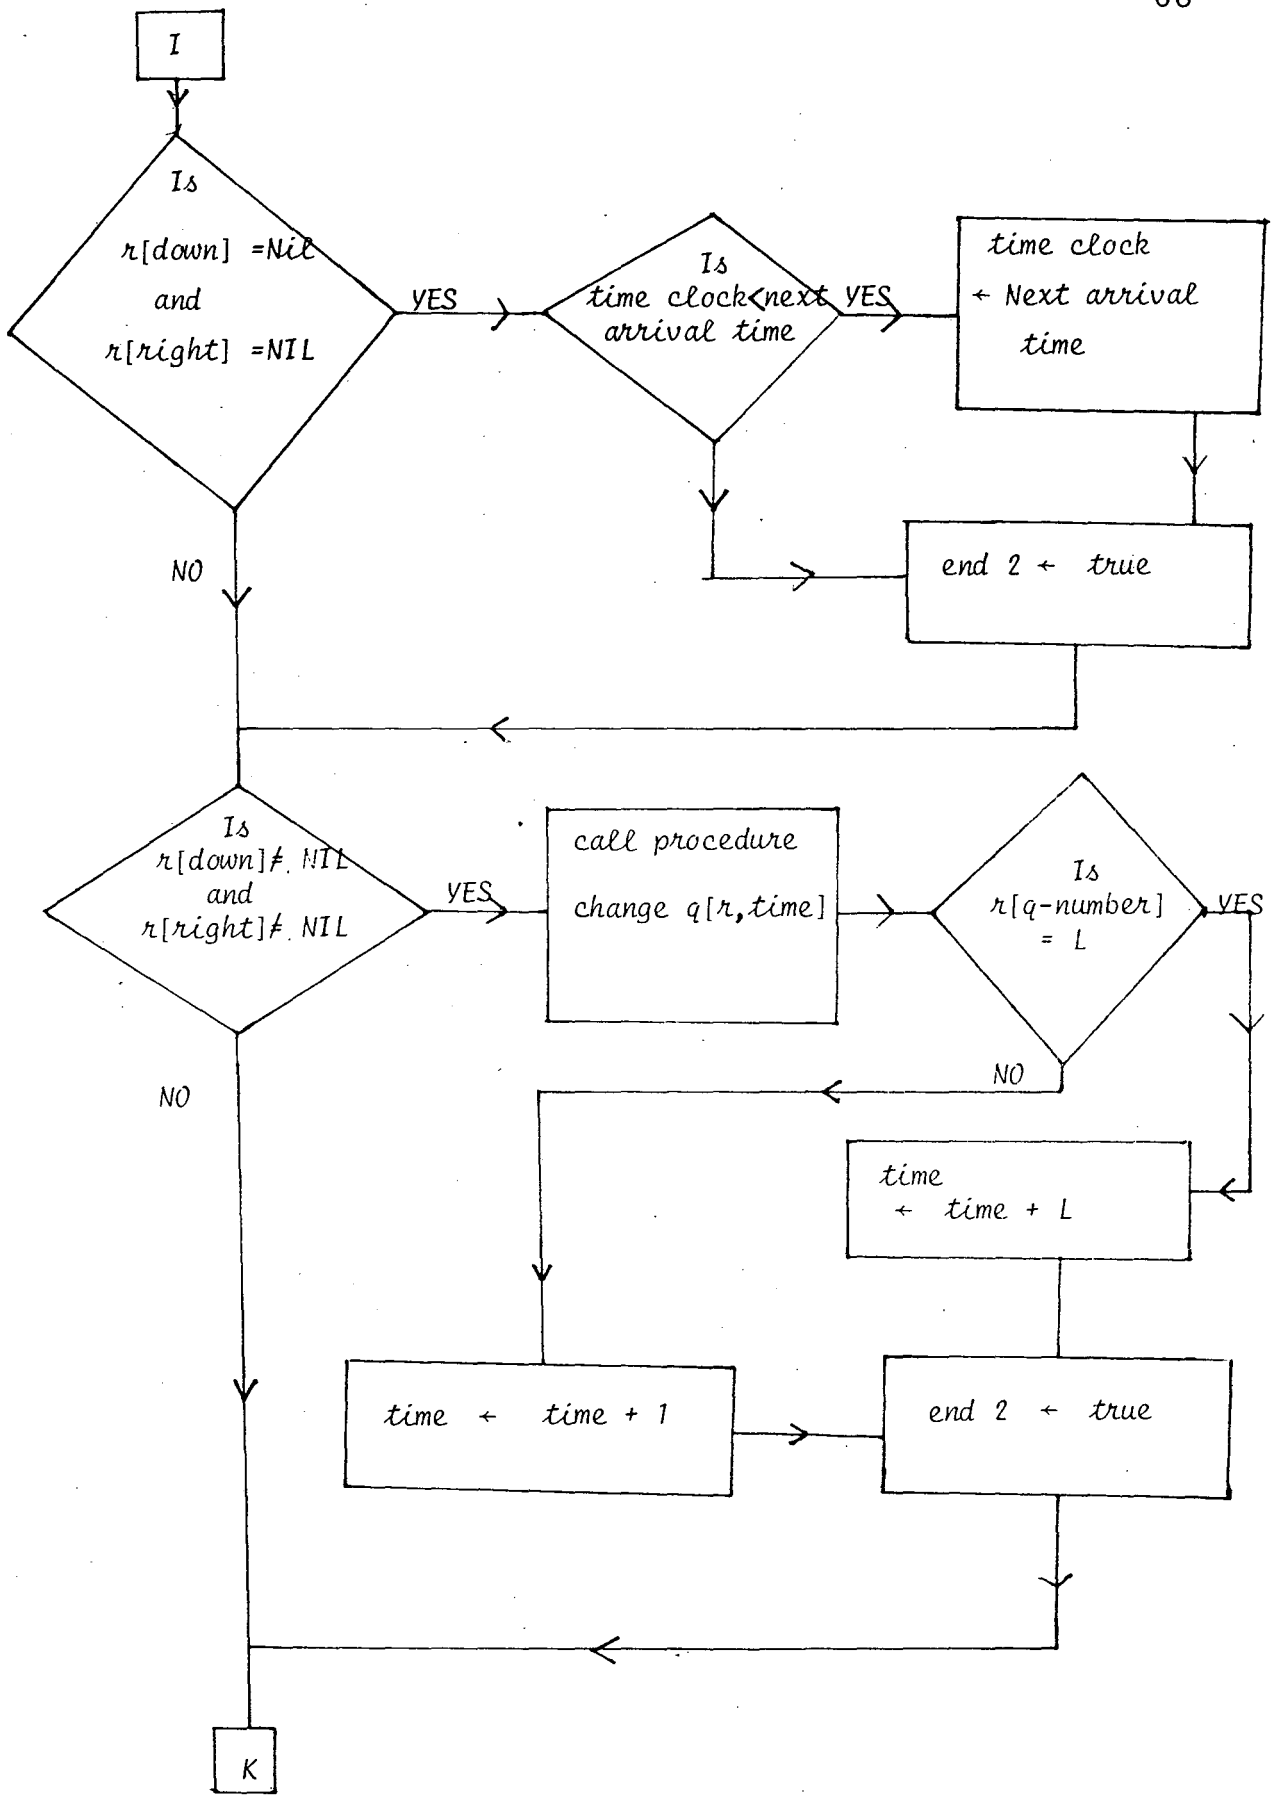 I
Is
r[down] =Nil
and
r[right] =NIL
YES
Is
time clock<next
arrival time
YES
time clock
← Next arrival
time
NO
end 2 ← true
Is
r[down]≠. NIL
and
r[right]≠. NIL
YES
call procedure
change q[r,time]
Is
r[q-number]
= L
YES
NO
NO
time
← time + L
time ← time + 1
end 2 ← true
K